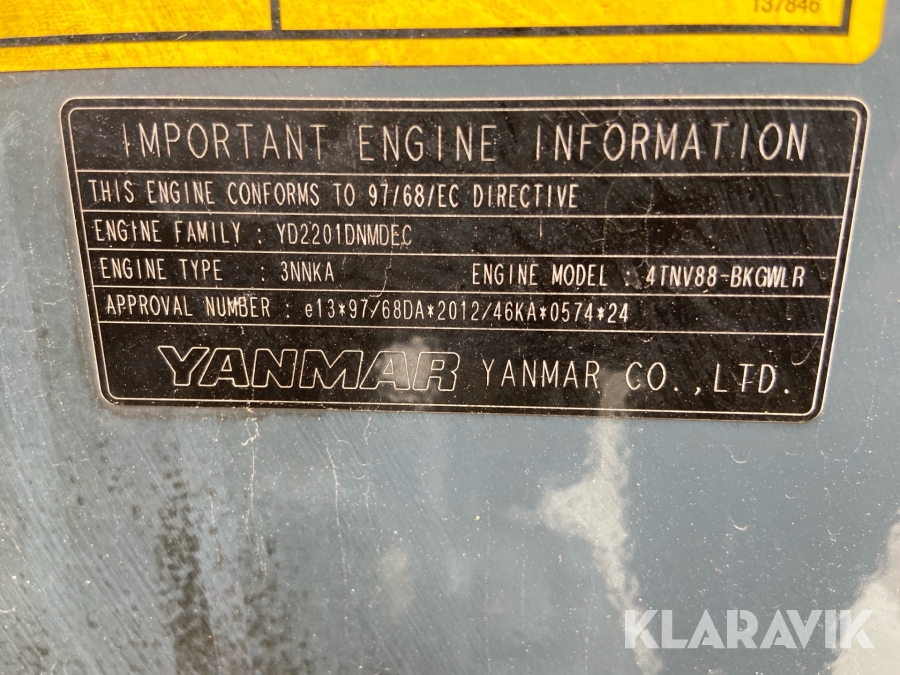 137846
IMPORTANT ENGINE INFORMATION
THIS ENGINE CONFORMS TO 97/68/EC DIRECTIVE
ENGINE FAMILY : YD2201DNMDEC
ENGINE TYPE : 3NNKA ENGINE MODEL : 4TNV88-BKGWLR
APPROVAL NUMBER : e13*97/68DA*2012/46KA*0574*24
YANMAR YANMAR CO.,LTD.
KLARAVIK